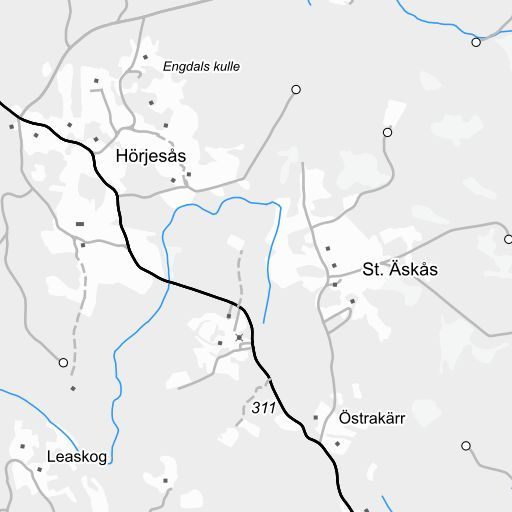 Engdals kulle
Hörjesås
St. Äskås
311
Östrakärr
Leaskog